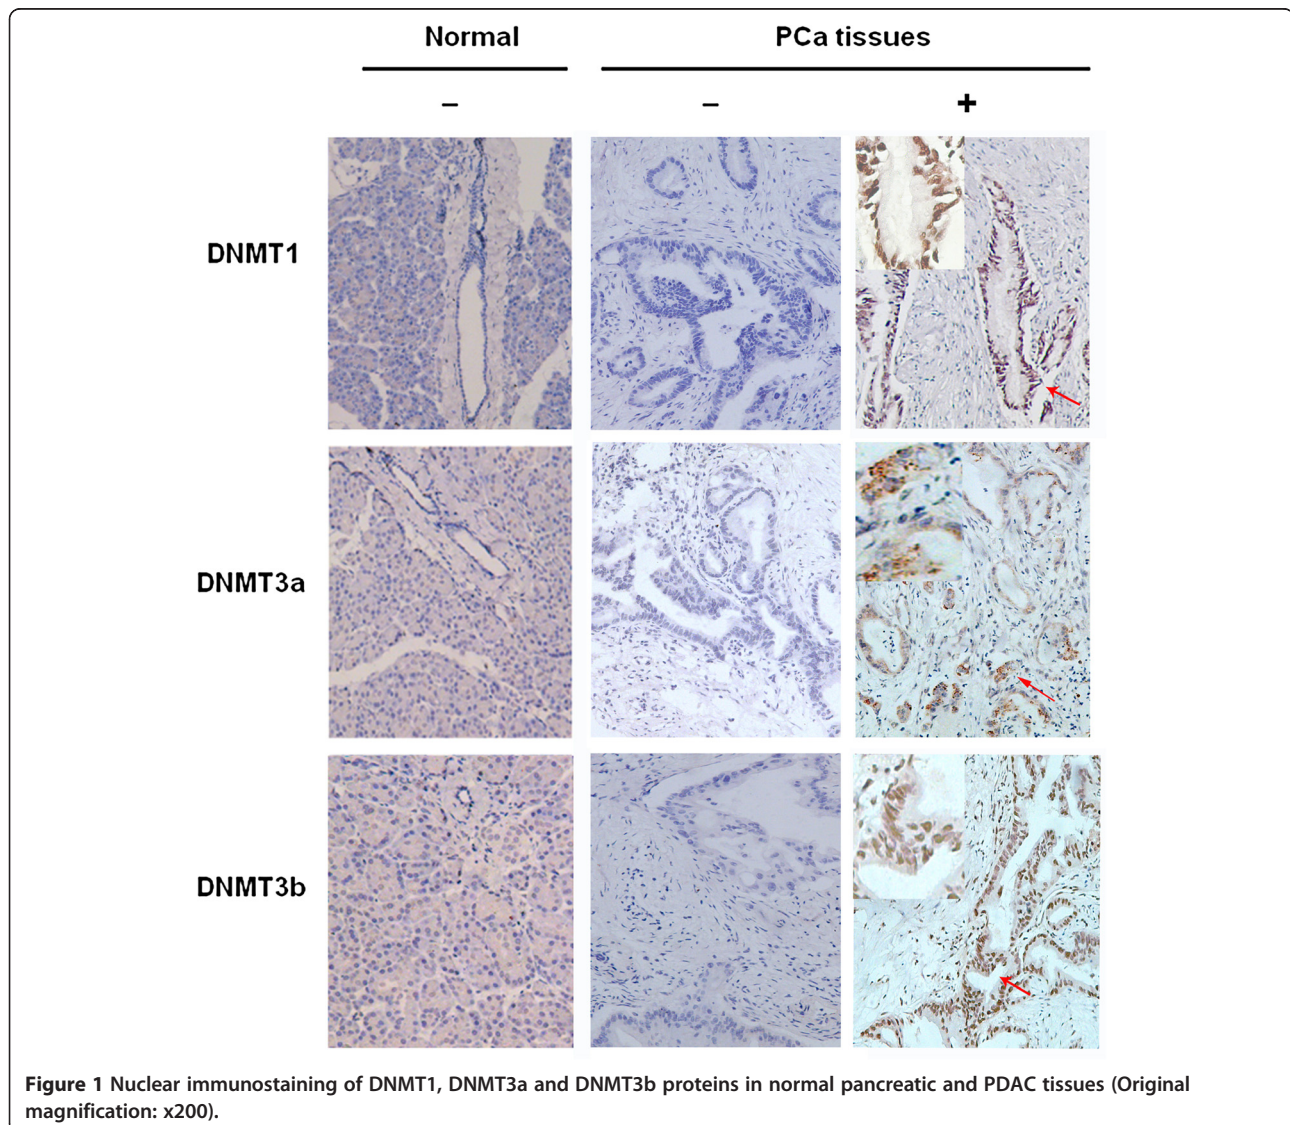 Normal PCa tissues
– – +
DNMT1
DNMT3a
DNMT3b
Figure 1 Nuclear immunostaining of DNMT1, DNMT3a and DNMT3b proteins in normal pancreatic and PDAC tissues (Original
magnification: x200).